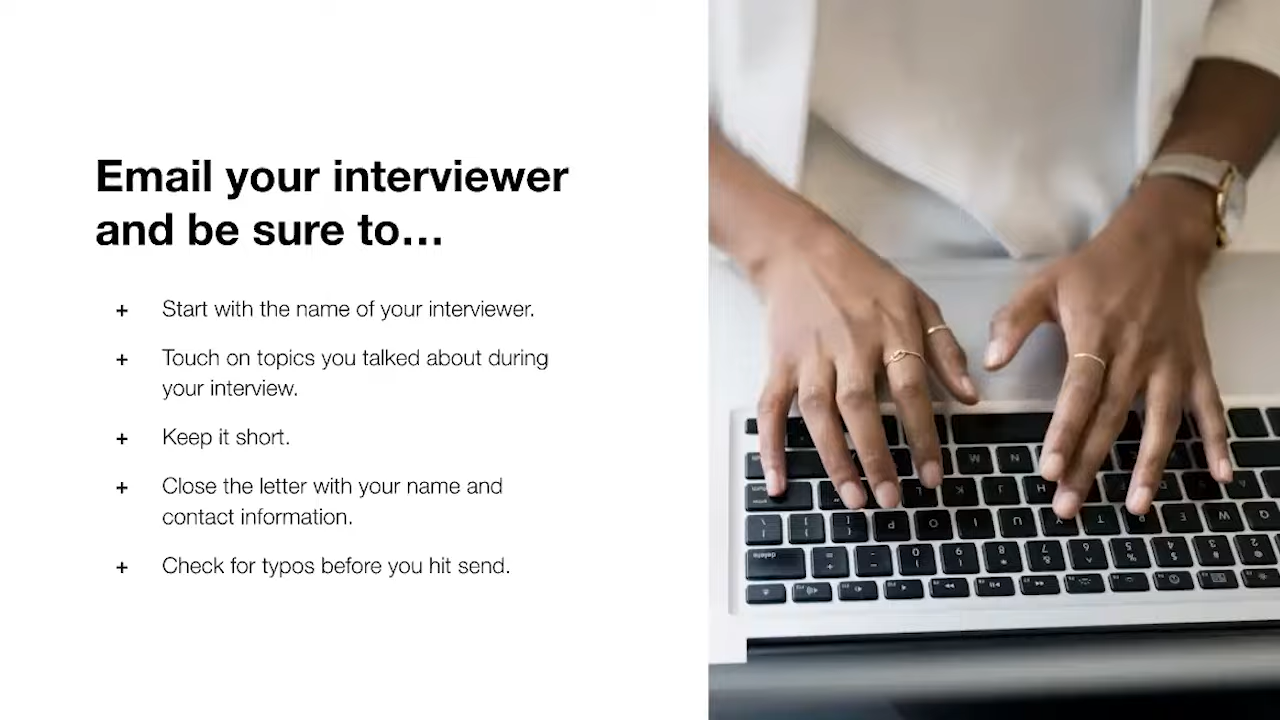 Email your interviewer
and be sure to…
+ Start with the name of your interviewer.
+ Touch on topics you talked about during
your interview.
+ Keep it short.
+ Close the letter with your name and
contact information.
+ Check for typos before you hit send.